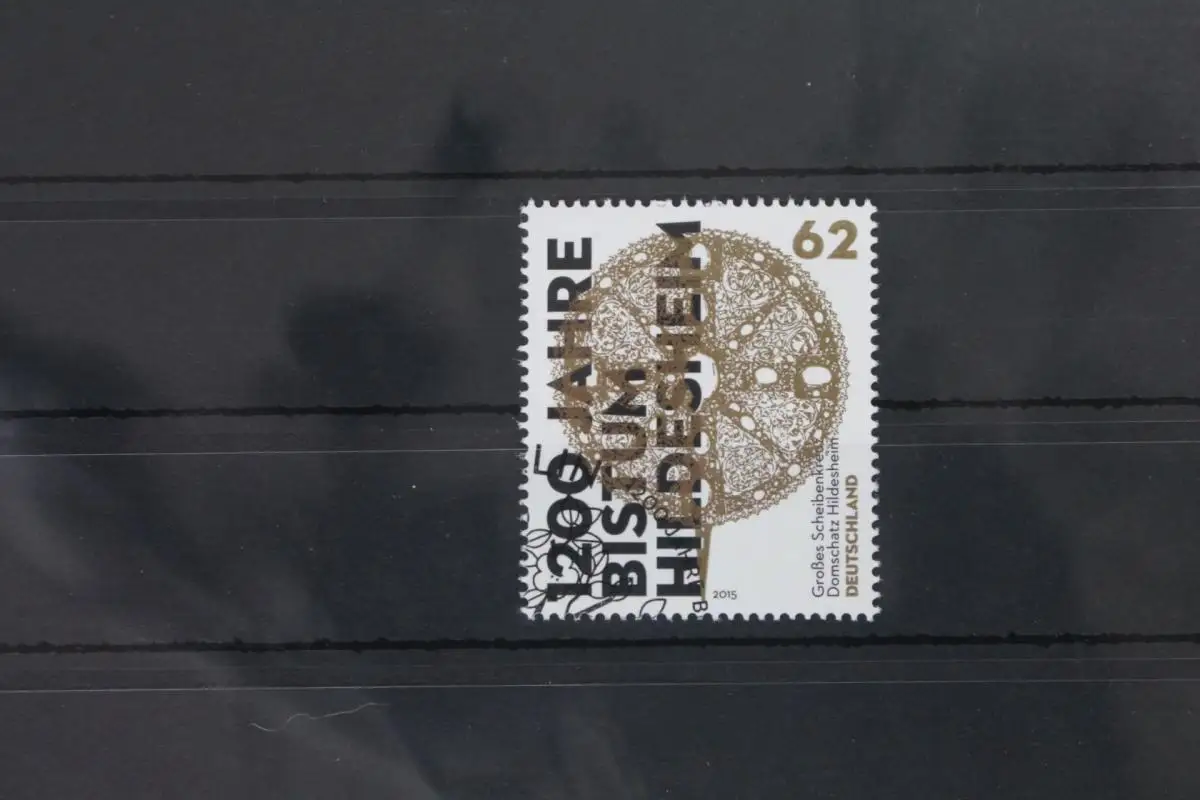 1200 JAHRE
BISTUM
HILDESHEIM
62
Großes Scheibenkreuz
Domschatz Hildesheim
DEUTSCHLAND
2015